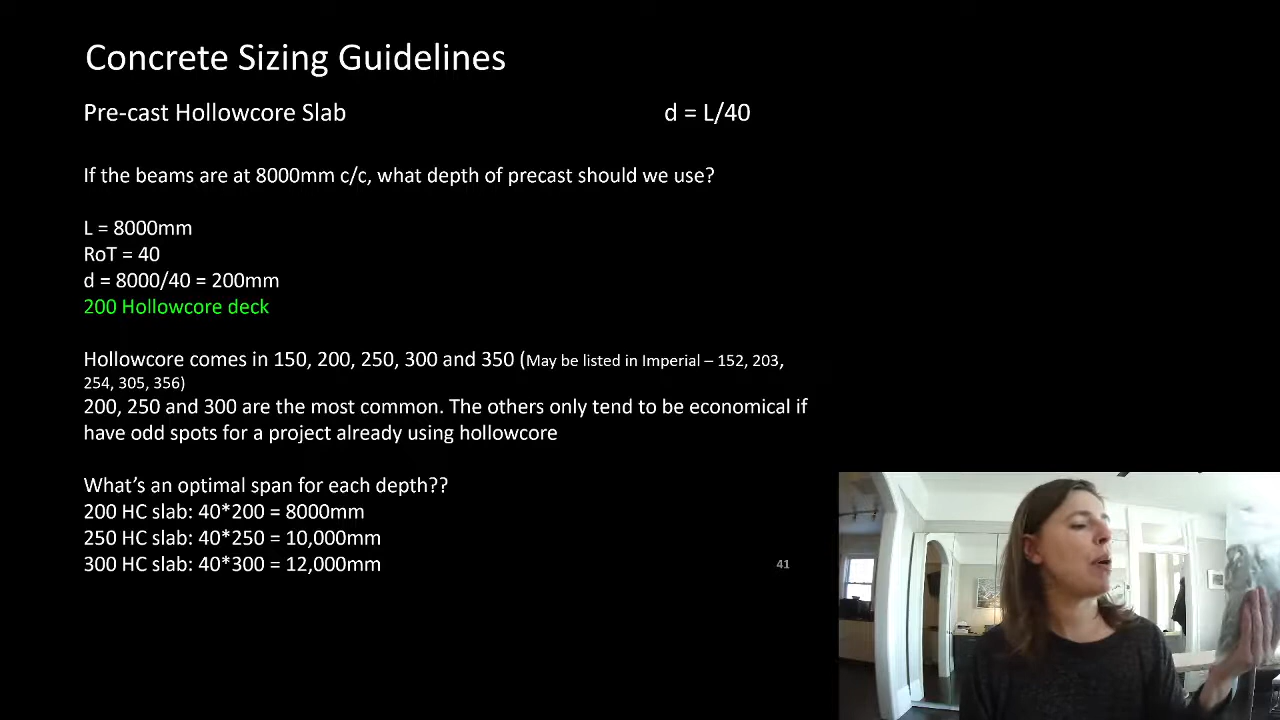 Concrete Sizing Guidelines
Pre-cast Hollowcore Slab d = L/40
If the beams are at 8000mm c/c, what depth of precast should we use?
L = 8000mm
RoT = 40
d = 8000/40 = 200mm
200 Hollowcore deck
Hollowcore comes in 150, 200, 250, 300 and 350 (May be listed in Imperial – 152, 203,
254, 305, 356)
200, 250 and 300 are the most common. The others only tend to be economical if
have odd spots for a project already using hollowcore
What’s an optimal span for each depth??
200 HC slab: 40*200 = 8000mm
250 HC slab: 40*250 = 10,000mm
300 HC slab: 40*300 = 12,000mm
41